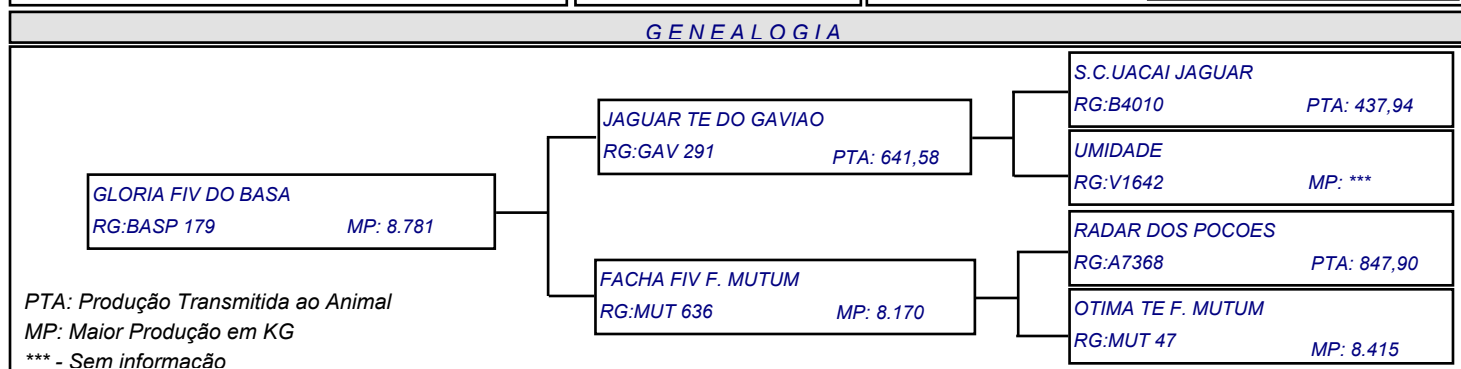 G E N E A L O G I A
S.C.UACAI JAGUAR
RG:B4010 PTA: 437,94
JAGUAR TE DO GAVIAO
RG:GAV 291 PTA: 641,58
UMIDADE
RG:V1642 MP: ***
GLORIA FIV DO BASA
RG:BASP 179 MP: 8.781
RADAR DOS POCOES
RG:A7368 PTA: 847,90
FACHA FIV F. MUTUM
RG:MUT 636 MP: 8.170
OTIMA TE F. MUTUM
RG:MUT 47 MP: 8.415
PTA: Produção Transmitida ao Animal
MP: Maior Produção em KG
*** - Sem informação